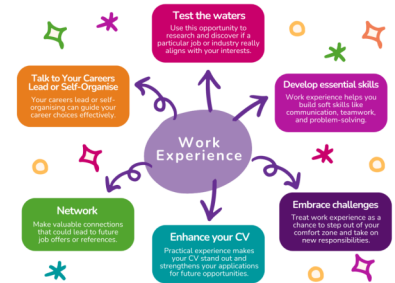 Test the waters
Use this opportunity to
research and discover if a
particular job or industry really
aligns with your interests.
Talk to Your Careers
Lead or Self-Organise
Your careers lead or self-
organising can guide your
career choices effectively.
Develop essential skills
Work experience helps you
build soft skills like
communication, teamwork,
and problem-solving.
Work
Experience
Network
Make valuable connections
that could lead to future
job offers or references.
Enhance your CV
Practical experience makes
your CV stand out and
strengthens your applications
for future opportunities.
Embrace challenges
Treat work experience as a
chance to step out of your
comfort zone and take on
new responsibilities.